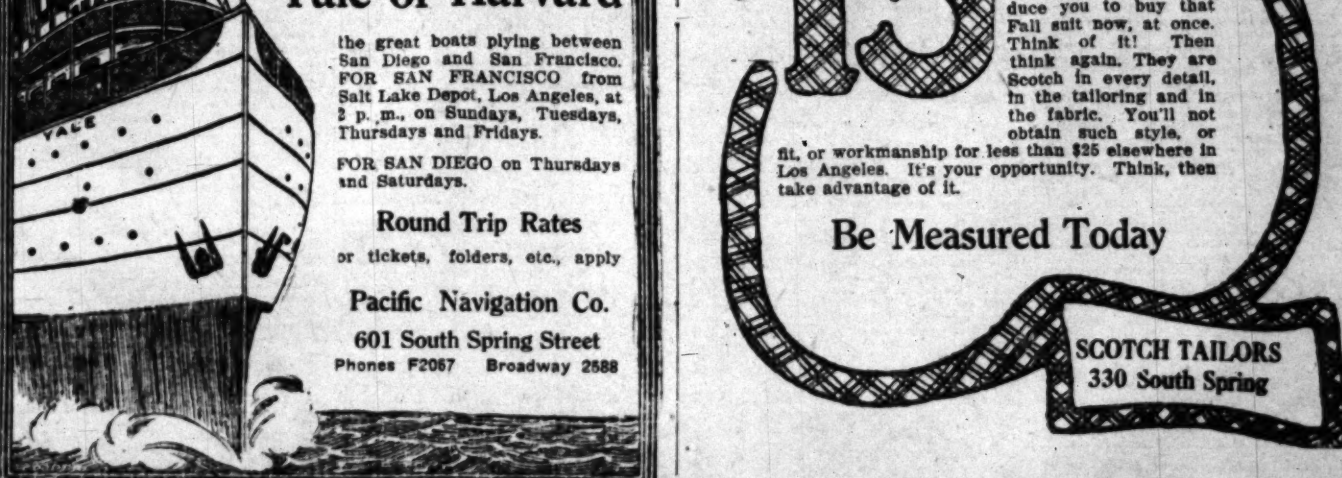 Yale or Harvard
the great boats plying between
San Diego and San Francisco.
FOR SAN FRANCISCO from
Salt Lake Depot, Los Angeles, at
2 p. m., on Sundays, Tuesdays,
Thursdays and Fridays.
FOR SAN DIEGO on Thursdays
and Saturdays.
Round Trip Rates
or tickets, folders, etc., apply
Pacific Navigation Co.
601 South Spring Street
Phones F2067 Broadway 2588
YALE
15
duce you to buy that
Fall suit now, at once.
Think of it! Then
think again. They are
Scotch in every detail,
in the tailoring and in
the fabric. You'll not
obtain such style, or
fit, or workmanship for less than $25 elsewhere in
Los Angeles. It's your opportunity. Think, then
take advantage of it.
Be Measured Today
SCOTCH TAILORS
330 South Spring